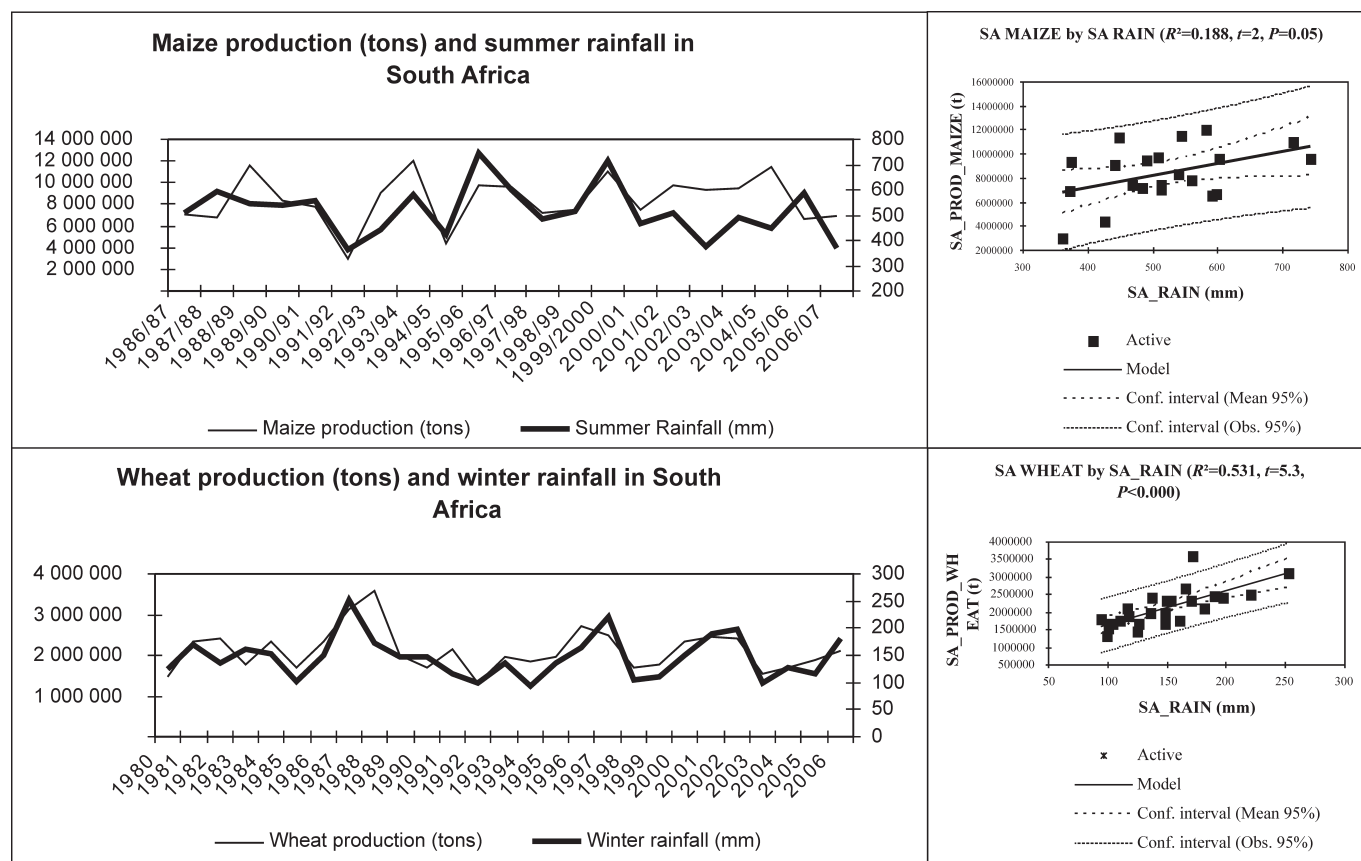 Maize production (tons) and summer rainfall in
South Africa
14 000 000
12 000 000
10 000 000
8 000 000
6 000 000
4 000 000
2 000 000
800
700
600
500
400
300
200
1986/87
1987/88
1988/89
1989/90
1990/91
1991/92
1992/93
1993/94
1994/95
1995/96
1996/97
1997/98
1998/99
1999/2000
2000/01
2001/02
2002/03
2003/04
2004/05
2005/06
2006/07
Maize production (tons)
Summer Rainfall (mm)
SA MAIZE by SA RAIN (R²=0.188, t=2, P=0.05)
SA_PROD_MAIZE (t)
16000000
14000000
12000000
10000000
8000000
6000000
4000000
2000000
300 400 500 600 700 800
SA_RAIN (mm)
Active
Model
Conf. interval (Mean 95%)
Conf. interval (Obs. 95%)
Wheat production (tons) and winter rainfall in South
Africa
4 000 000
3 000 000
2 000 000
1 000 000
300
250
200
150
100
50
0
1980
1981
1982
1983
1984
1985
1986
1987
1988
1989
1990
1991
1992
1993
1994
1995
1996
1997
1998
1999
2000
2001
2002
2003
2004
2005
2006
Wheat production (tons)
Winter rainfall (mm)
SA WHEAT by SA_RAIN (R²=0.531, t=5.3,
P<0.000)
SA_PROD_WH
EAT (t)
4000000
3500000
3000000
2500000
2000000
1500000
1000000
500000
50 100 150 200 250 300
SA_RAIN (mm)
Active
Model
Conf. interval (Mean 95%)
Conf. interval (Obs. 95%)